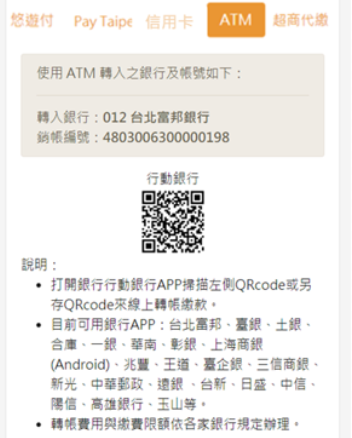 悠遊付 Pay Taipe 信用卡 ATM 超商代繳
使用 ATM 轉入之銀行及帳號如下：
轉入銀行：012 台北富邦銀行
銷帳編號：4803006300000198
行動銀行
說明：
• 打開銀行行動銀行APP掃描左側QRcode或另
存QRcode來線上轉帳繳款。
• 目前可用銀行APP：台北富邦、臺銀、土銀、
合庫、一銀、華南、彰銀、上海商銀
(Android)、兆豐、王道、臺企銀、三信商銀、
新光、中華郵政、遠銀 、台新、日盛、中信、
陽信、高雄銀行、玉山等。
• 轉帳費用與繳費限額依各家銀行規定辦理。